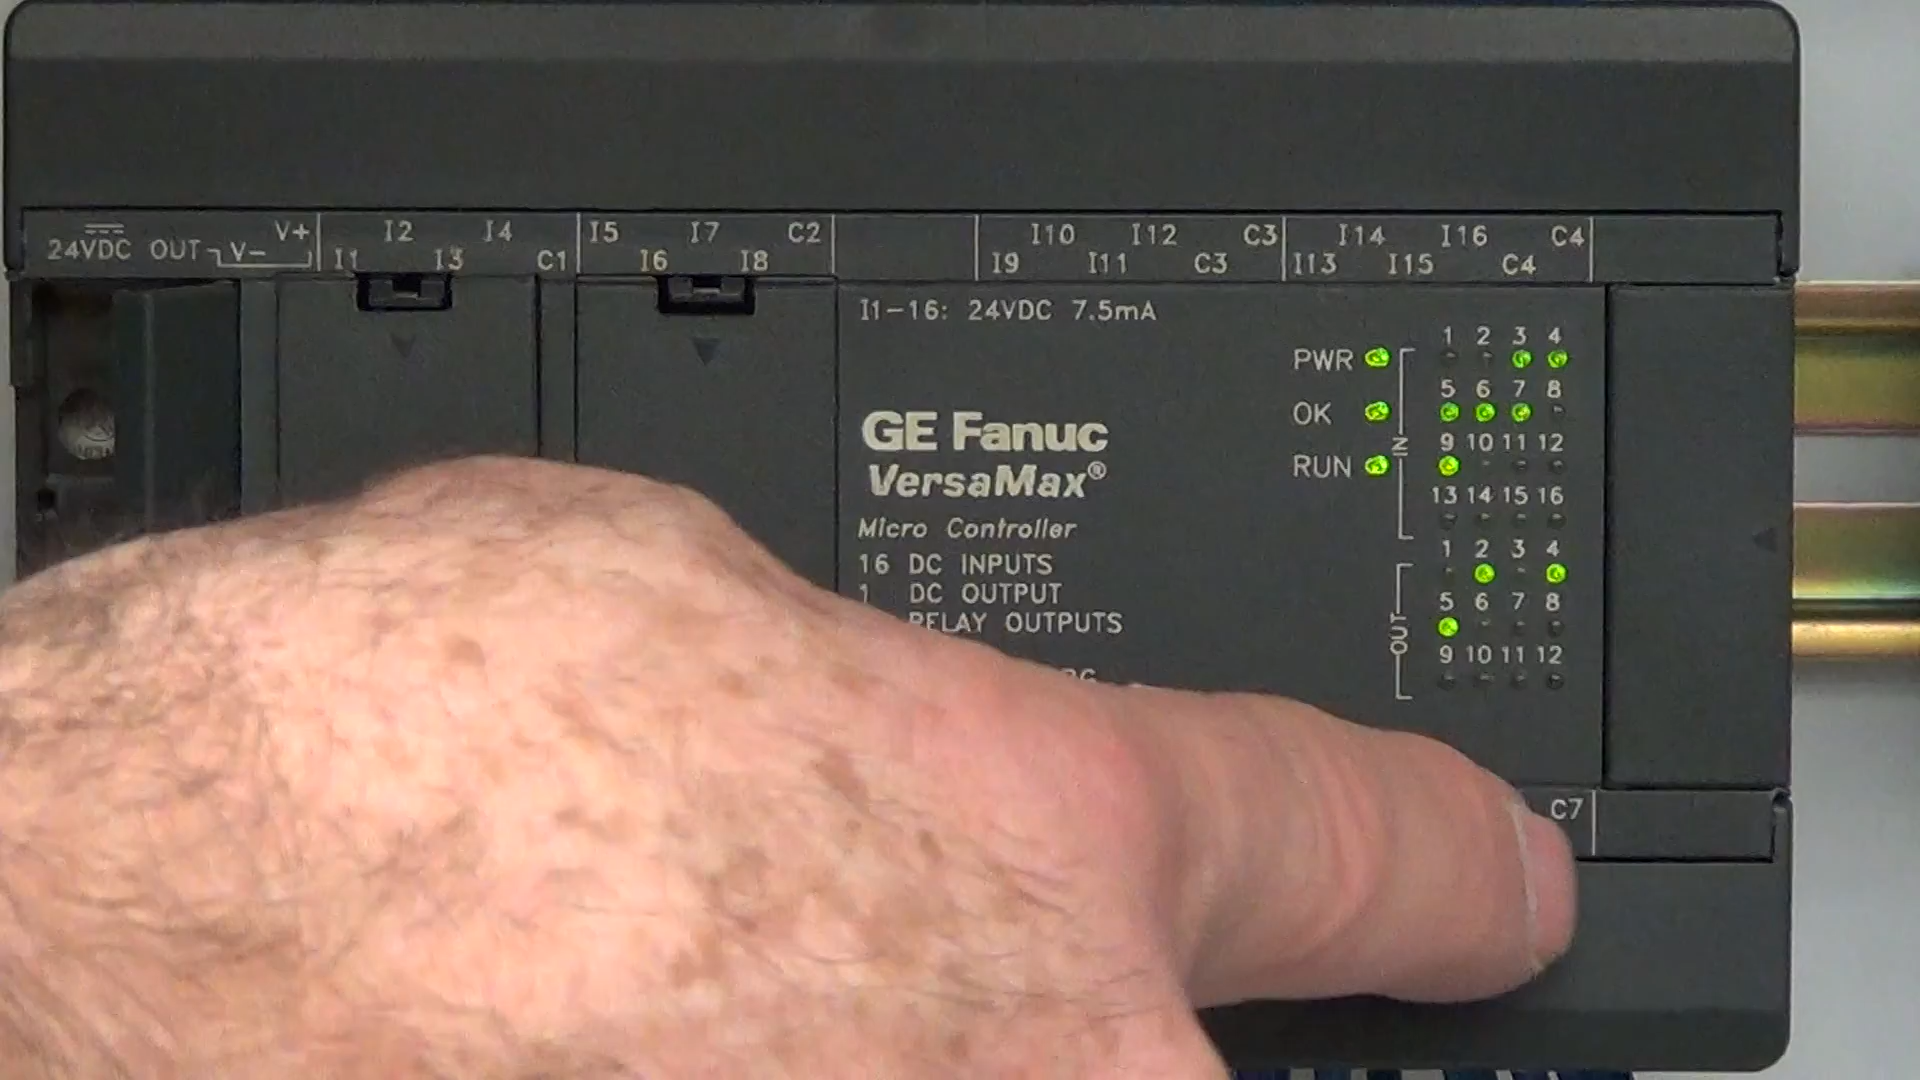 I2 I4 I5 I7 C2 I10 I12 C3 I14 I16 C4
24VDC OUT V- V+ I1 I3 C1 I6 I8 I9 I11 C3 I13 I15 C4
I1-16: 24VDC 7.5mA
1 2 3 4
PWR
5 6 7 8
OK
GE Fanuc
9 10 11 12
IN
RUN
VersaMax®
13 14 15 16
Micro Controller
1 2 3 4
16 DC INPUTS
1 DC OUTPUT
5 6 7 8
RELAY OUTPUTS
OUT
9 10 11 12
C7